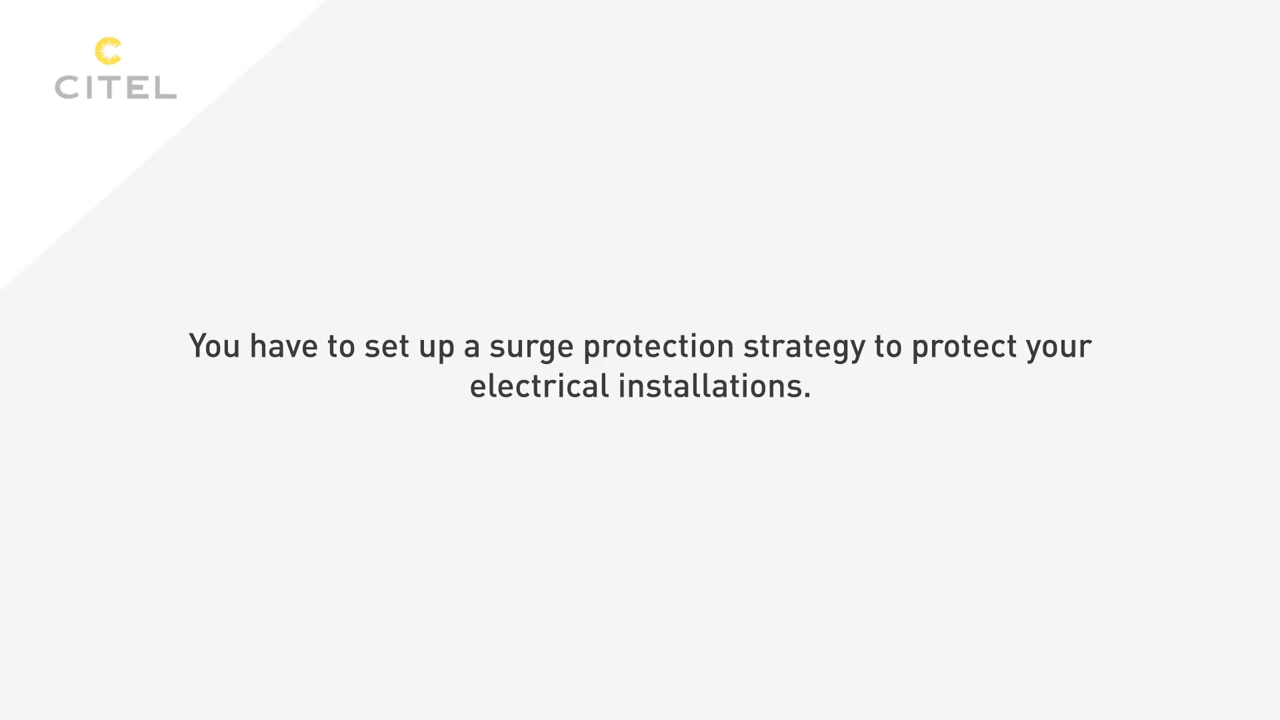 C
CITEL
You have to set up a surge protection strategy to protect your
electrical installations.